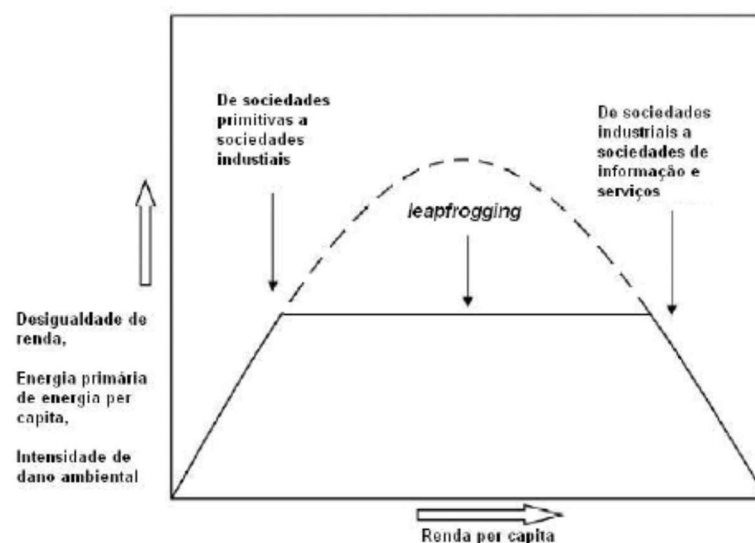 De sociedades
primitivas a
sociedades
industiais
De sociedades
industriais a
sociedades de
informação e
serviços
leapfrogging
Desigualdade de
renda,
Energia primária
de energia per
capita,
Intensidade de
dano ambiental
Renda per capita